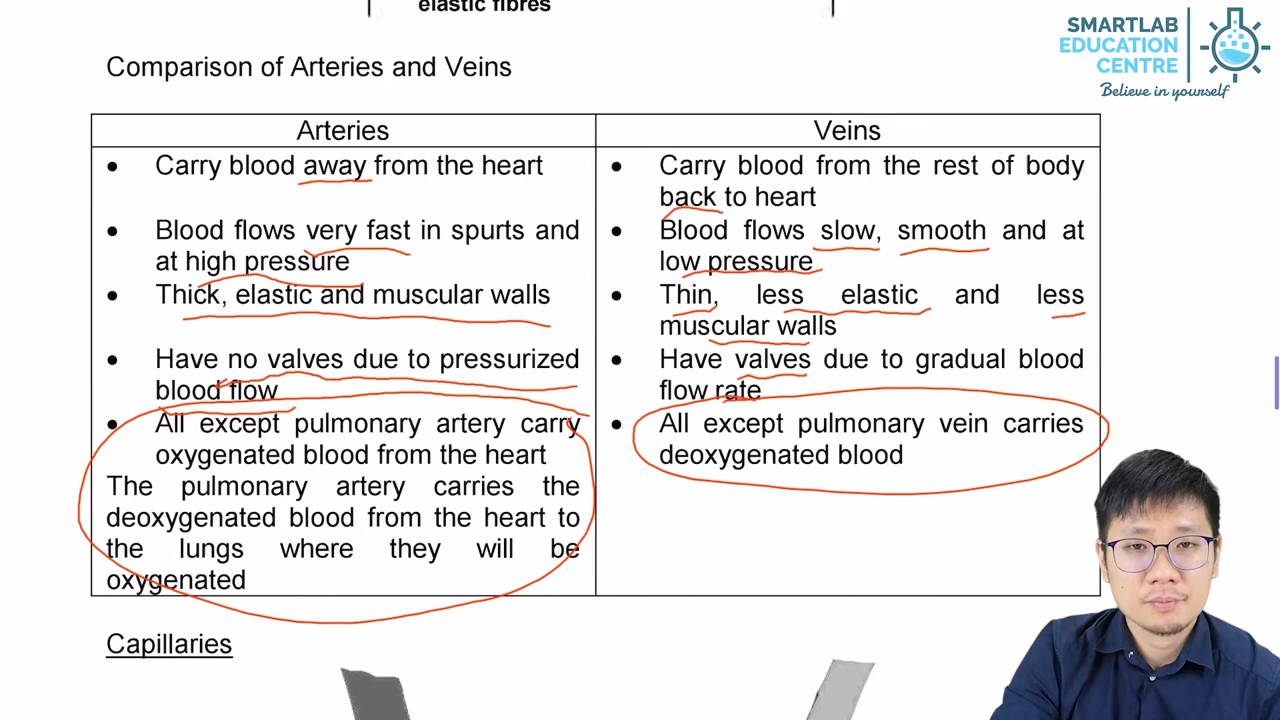 elastic fibres
SMARTLAB
EDUCATION
CENTRE
Believe in yourself
Comparison of Arteries and Veins
Arteries
• Carry blood away from the heart
• Blood flows very fast in spurts and
at high pressure
• Thick, elastic and muscular walls
• Have no valves due to pressurized
blood flow
• All except pulmonary artery carry
oxygenated blood from the heart
The pulmonary artery carries the
deoxygenated blood from the heart to
the lungs where they will be
oxygenated
Veins
• Carry blood from the rest of body
back to heart
• Blood flows slow, smooth and at
low pressure
• Thin, less elastic and less
muscular walls
• Have valves due to gradual blood
flow rate
• All except pulmonary vein carries
deoxygenated blood
Capillaries